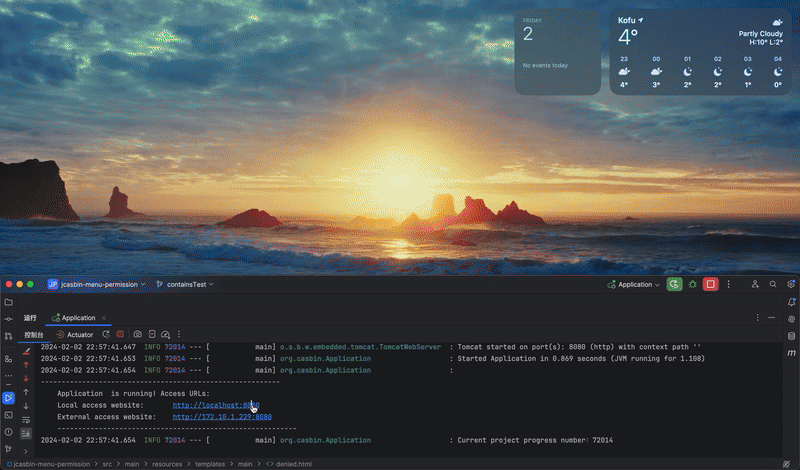 FRIDAY
2
No events today
Kofu
4°
Partly Cloudy
H:10° L:2°
23 00 01 02 03 04
4° 3° 2° 2° 1° 0°
JP jcasbin-menu-permission containsTest Application
运行 Application
控制台 Actuator
2024-02-02 22:57:41.647 INFO 72014 --- [ main] o.a.b.w.embedded.tomcat.TomcatWebServer : Tomcat started on port(s): 8080 (http) with context path ''
2024-02-02 22:57:41.653 INFO 72014 --- [ main] org.casbin.Application : Started Application in 0.869 seconds (JVM running for 1.108)
2024-02-02 22:57:41.654 INFO 72014 --- [ main] org.casbin.Application :
----------------------------------------------------------
Application is running! Access URLs:
Local access website: http://localhost:8080
External access website: http://172.10.1.229:8080
----------------------------------------------------------
2024-02-02 22:57:41.654 INFO 72014 --- [ main] org.casbin.Application : Current project progress number: 72014
jcasbin-menu-permission > src > main > resources > templates > main > denied.html